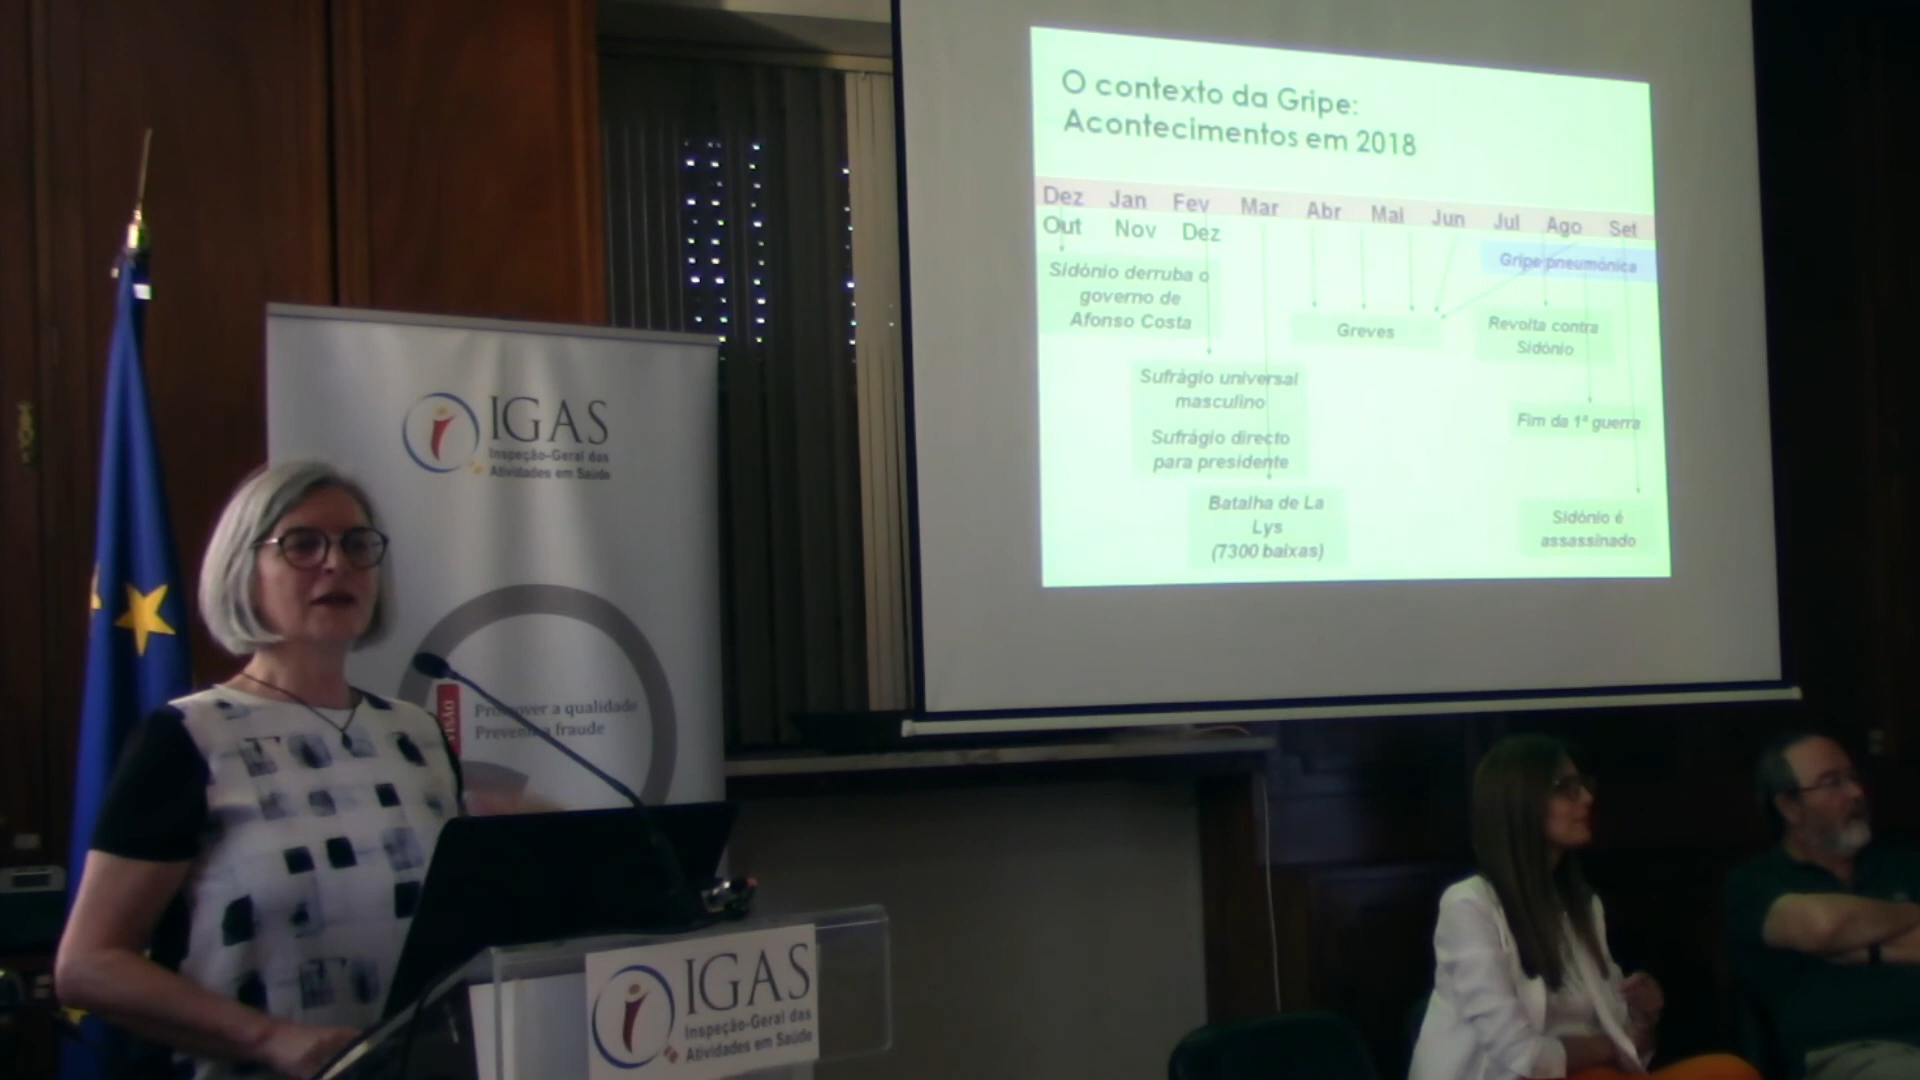 O contexto da Gripe:
Acontecimentos em 2018
Dez Jan Fev Mar Abr Mai Jun Jul Ago Set
Out Nov Dez
Gripe pneumónica
Sidónio derruba o
governo de
Afonso Costa
Greves
Revolta contra
Sidónio
Sufrágio universal
masculino
Sufrágio directo
para presidente
Fim da 1ª guerra
Batalha de La
Lys
(7300 baixas)
Sidónio é
assassinado
IGAS
Inspeção-Geral das
Atividades em Saúde
Promover a qualidade
Prevenir a fraude
IGAS
Inspeção-Geral das
Atividades em Saúde